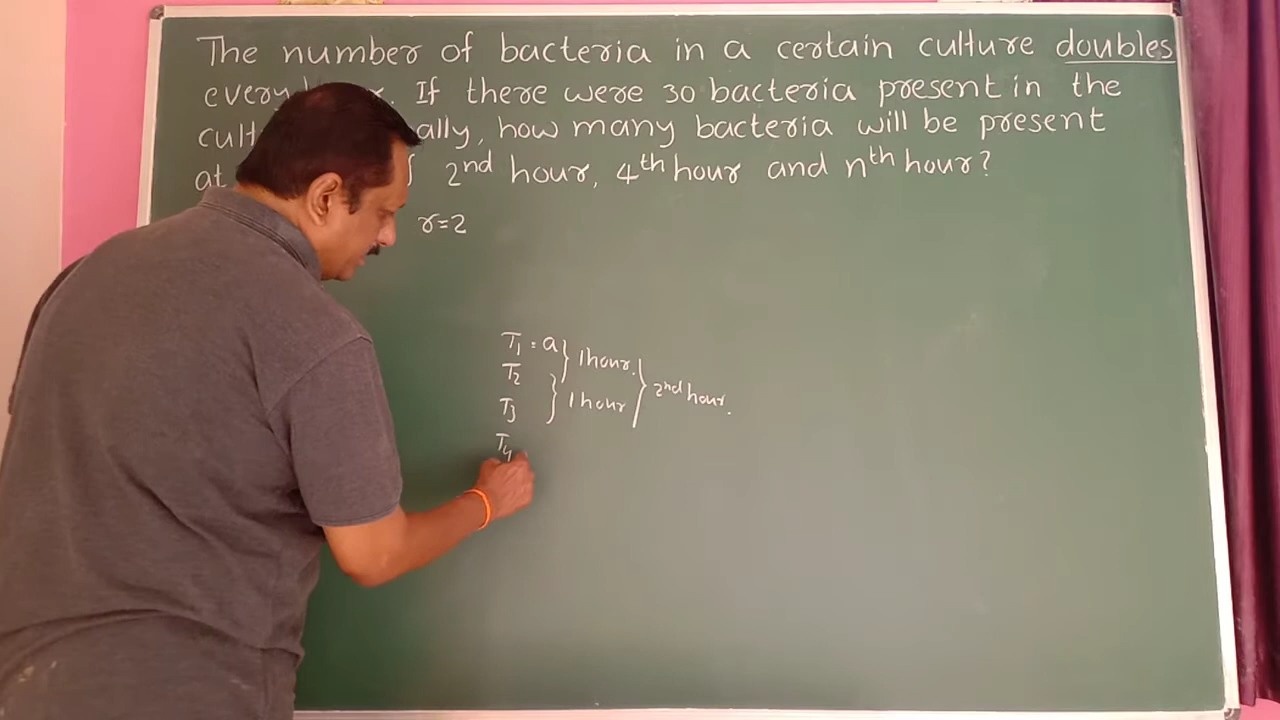 The number of bacteria in a certain culture doubles
every If there were 30 bacteria present in the
how many bacteria will be present
at 2nd hour, 4th hour and nth hour?
r=2
T1 = a } 1 hour.
T2
} 1 hour } 2nd hour.
T3
T4